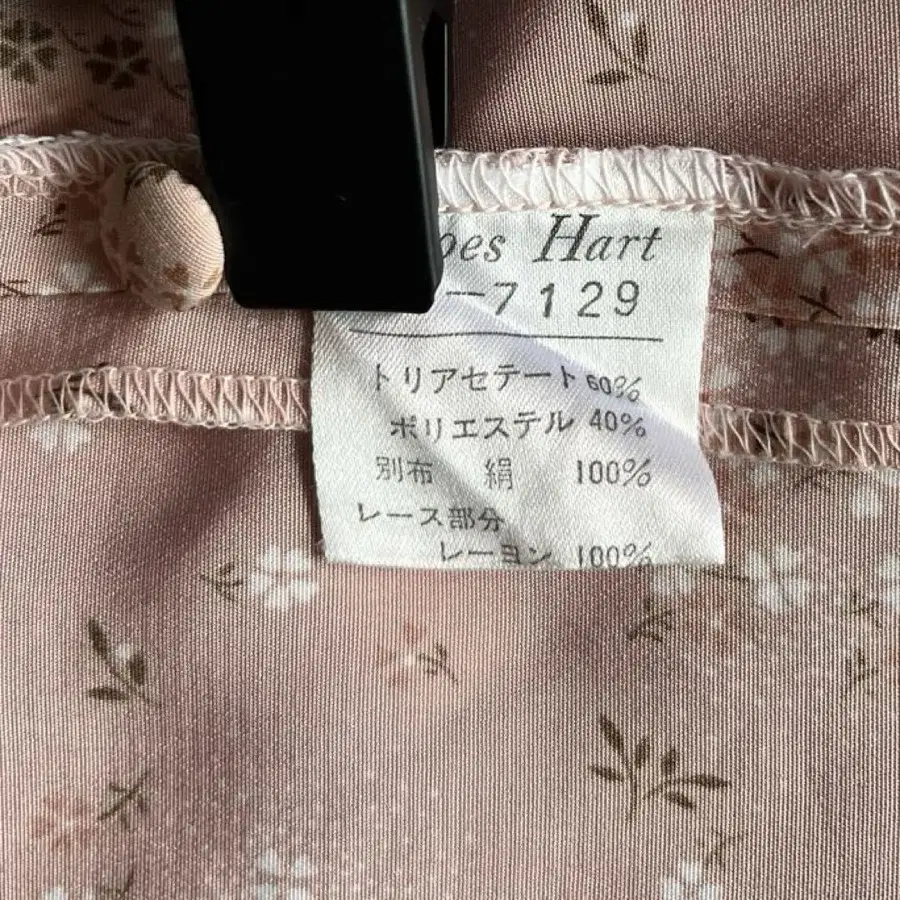 Hart
-7129
トリアセテート 60%
ポリエステル 40%
別布 絹 100%
レース部分
レーヨン 100%